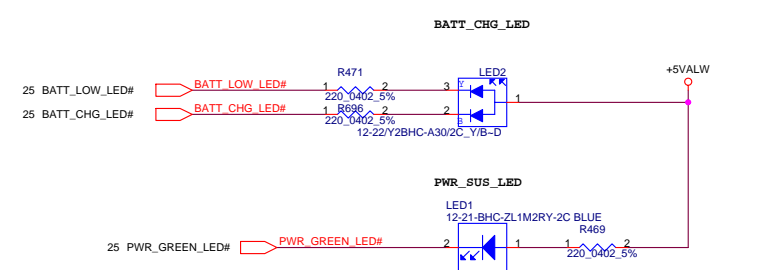 BATT_CHG_LED
R471
LED2
+5VALW
25 BATT_LOW_LED# BATT_LOW_LED# 1 2 3 Y
220_0402_5%
1
25 BATT_CHG_LED# BATT_CHG_LED# 1 R696 2 2 B
220_0402_5%
12-22/Y2BHC-A30/2C_Y/B~D
PWR_SUS_LED
LED1
12-21-BHC-ZL1M2RY-2C BLUE
R469
25 PWR_GREEN_LED# PWR_GREEN_LED# 2 1 1 2
220_0402_5%